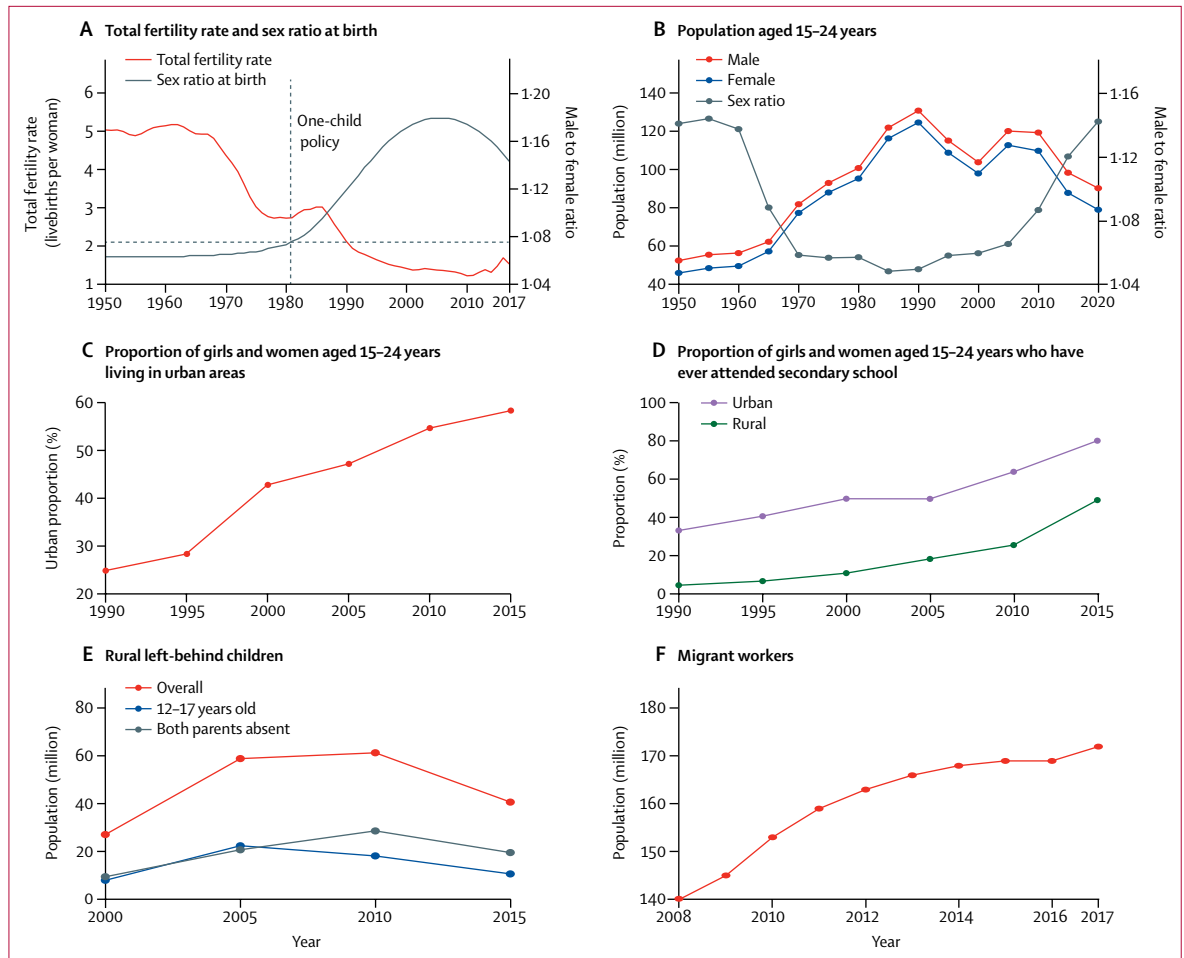 A Total fertility rate and sex ratio at birth
Total fertility rate
Sex ratio at birth
One-child
policy
Total fertility rate
(livebirths per woman)
6
5
4
3
2
1
1·20
1·16
1·12
1·08
1·04
Male to female ratio
1950 1960 1970 1980 1990 2000 2010 2017
B Population aged 15–24 years
Male
Female
Sex ratio
Population (million)
140
120
100
80
60
40
1·16
1·12
1·08
1·04
Male to female ratio
1950 1960 1970 1980 1990 2000 2010 2020
C Proportion of girls and women aged 15–24 years
living in urban areas
Urban proportion (%)
60
50
40
30
20
1990 1995 2000 2005 2010 2015
D Proportion of girls and women aged 15–24 years who have
ever attended secondary school
Urban
Rural
Proportion (%)
100
80
60
40
20
0
1990 1995 2000 2005 2010 2015
E Rural left-behind children
Overall
12–17 years old
Both parents absent
Population (million)
80
60
40
20
0
2000 2005 2010 2015
Year
F Migrant workers
Population (million)
180
170
160
150
140
2008 2010 2012 2014 2016 2017
Year